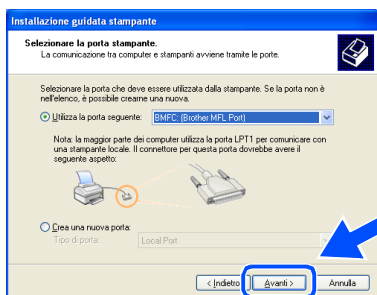 Installazione guidata stampante
Selezionare la porta stampante.
La comunicazione tra computer e stampanti avviene tramite le porte.
Selezionare la porta che deve essere utilizzata dalla stampante. Se la porta non è
nell'elenco, è possibile crearne una nuova.
Utilizza la porta seguente: BMFC: (Brother MFL Port)
Nota: la maggior parte dei computer utilizza la porta LPT1 per comunicare con
una stampante locale. Il connettore per questa porta dovrebbe avere il
seguente aspetto:
Crea una nuova porta:
Tipo di porta: Local Port
< Indietro Avanti > Annulla